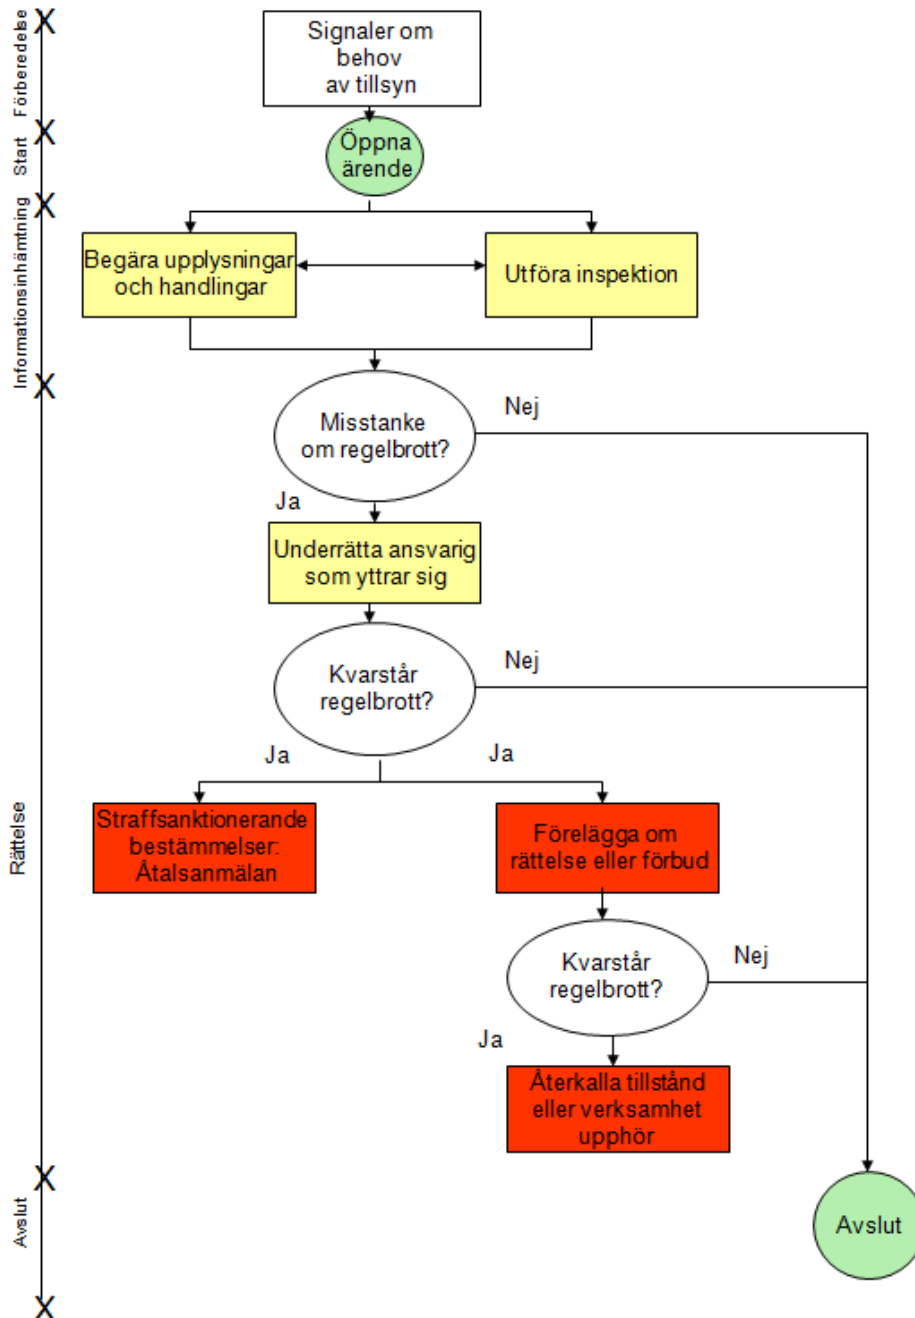 Förberedelse
Signaler om
behov
av tillsyn
Start
Öppna
ärende
Informationsinhämtning
Begära upplysningar
och handlingar
Utföra inspektion
Misstanke
om regelbrott?
Nej
Ja
Underrätta ansvarig
som yttrar sig
Kvarstår
regelbrott?
Nej
Ja
Ja
Rättelse
Straffsanktionerande
bestämmelser:
Åtalsanmälan
Förelägga om
rättelse eller förbud
Kvarstår
regelbrott?
Nej
Ja
Återkalla tillstånd
eller verksamhet
upphör
Avslut
Avslut